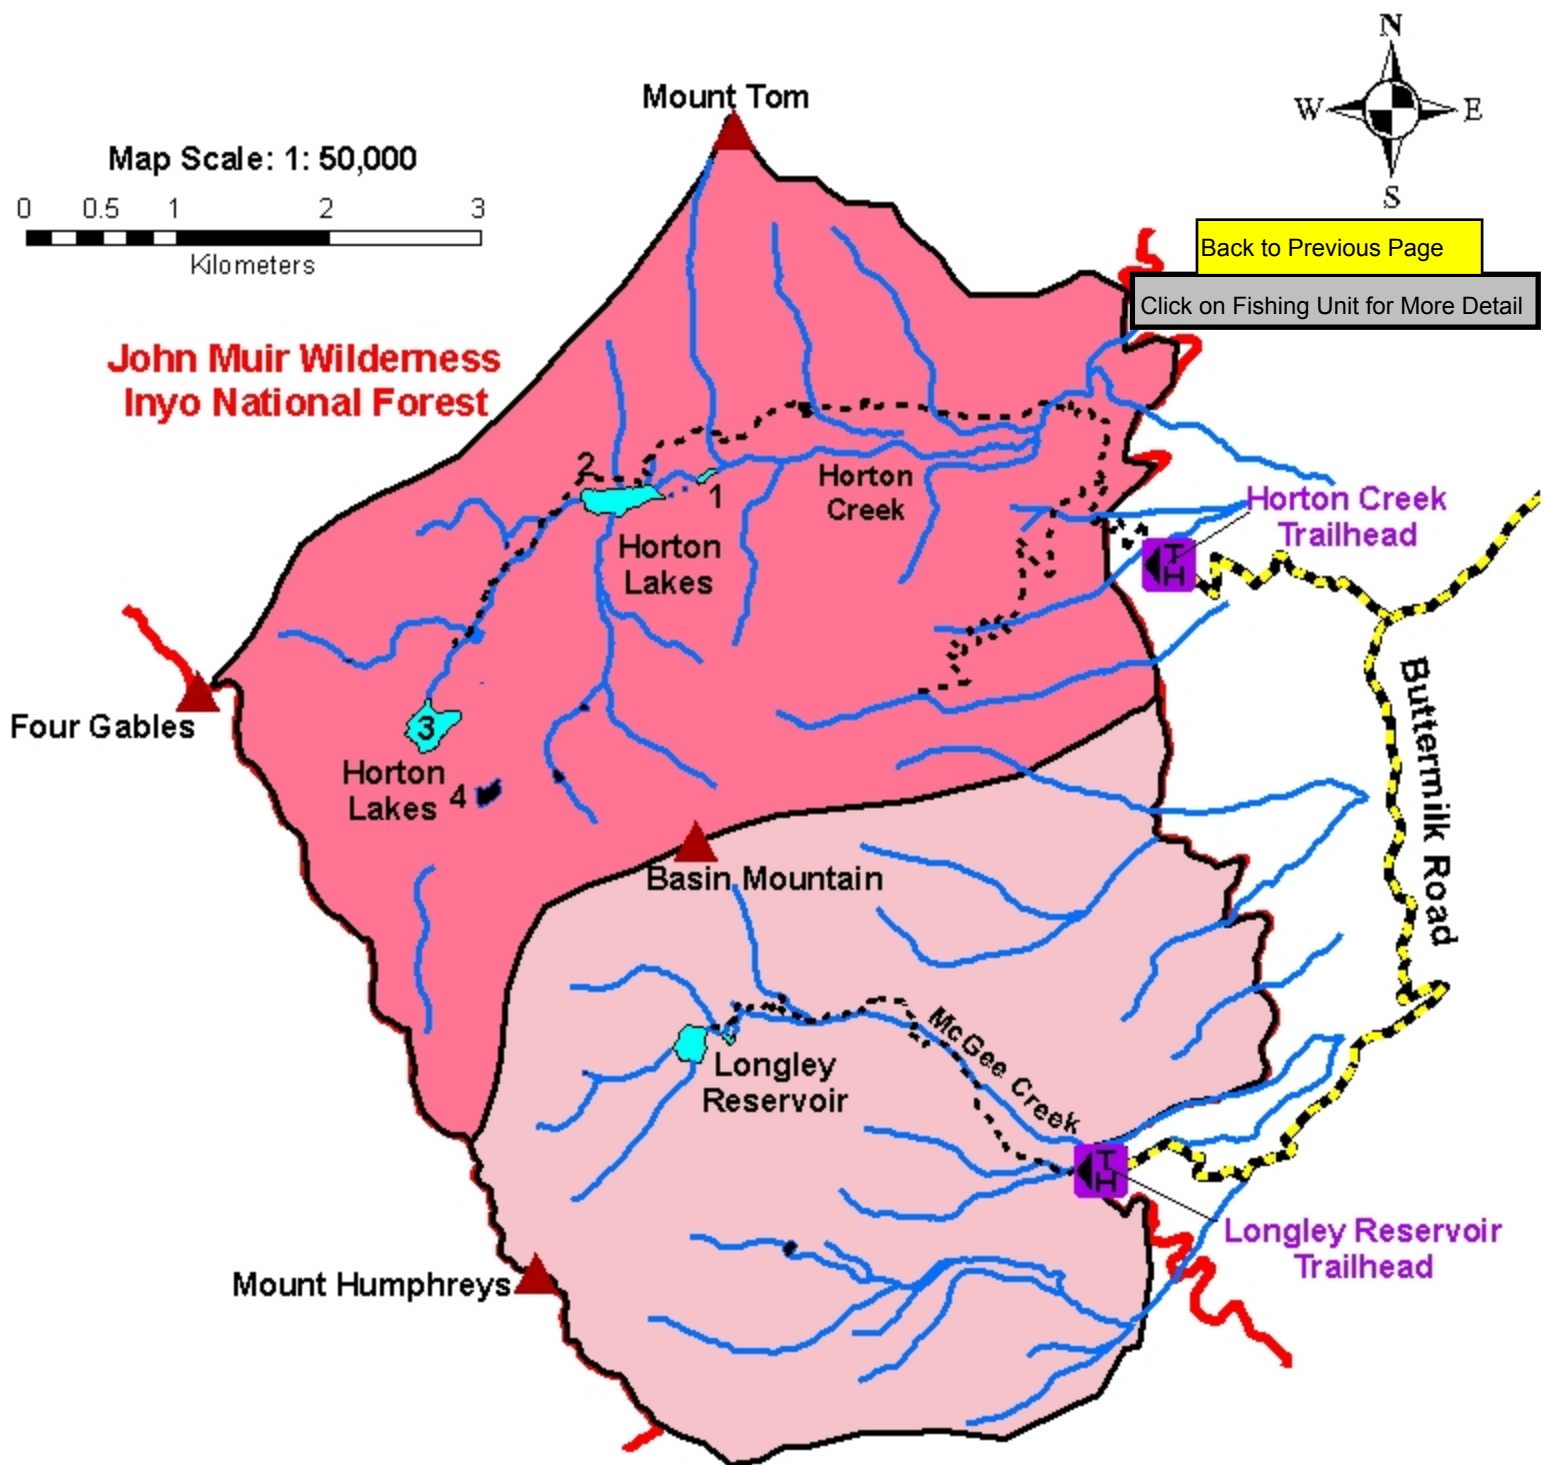 N
W E
S
Mount Tom
Map Scale: 1: 50,000
0 0.5 1 2 3
Kilometers
Back to Previous Page
Click on Fishing Unit for More Detail
John Muir Wilderness
Inyo National Forest
2
1
Horton
Creek
Horton
Lakes
Horton Creek
Trailhead
T
H
Four Gables
3
Horton
Lakes 4
Buttermilk Road
Basin Mountain
Longley
Reservoir
McGee Creek
T
H
Longley Reservoir
Trailhead
Mount Humphreys